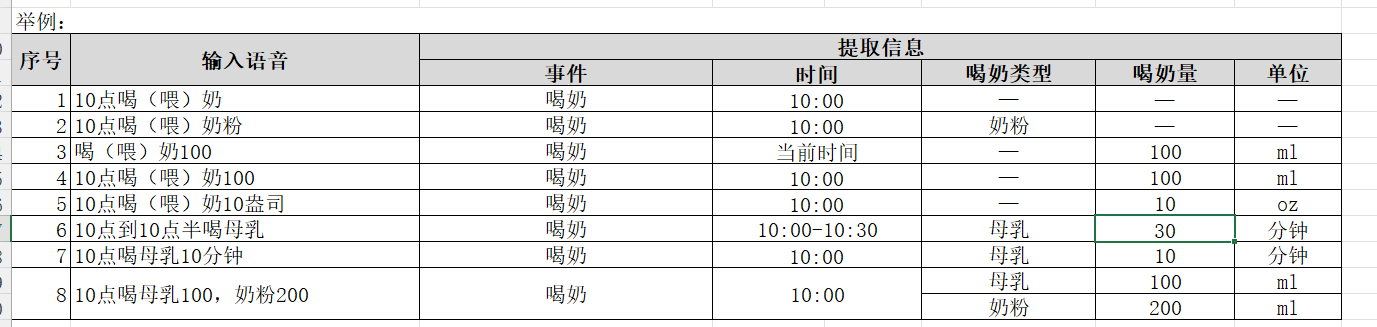 举例：
序号 输入语音 提取信息
事件 时间 喝奶类型 喝奶量 单位
1 10点喝（喂）奶 喝奶 10:00 — — —
2 10点喝（喂）奶粉 喝奶 10:00 奶粉 — —
3 喝（喂）奶100 喝奶 当前时间 — 100 ml
4 10点喝（喂）奶100 喝奶 10:00 — 100 ml
5 10点喝（喂）奶10盎司 喝奶 10:00 — 10 oz
6 10点到10点半喝母乳 喝奶 10:00-10:30 母乳 30 分钟
7 10点喝母乳10分钟 喝奶 10:00 母乳 10 分钟
8 10点喝母乳100，奶粉200 喝奶 10:00 母乳 100 ml
奶粉 200 ml